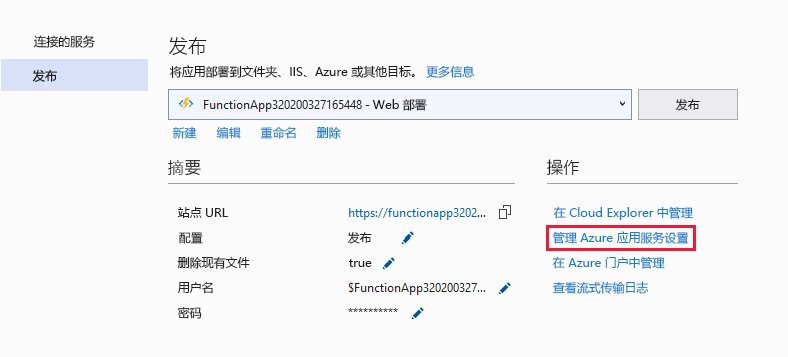 连接的服务
发布
发布
将应用部署到文件夹、IIS、Azure 或其他目标。 更多信息
FunctionApp320200327165448 - Web 部署
发布
新建 编辑 重命名 删除
摘要
站点 URL https://functionapp3202...
配置 发布
删除现有文件 true
用户名 $FunctionApp320200327...
密码 **********
操作
在 Cloud Explorer 中管理
管理 Azure 应用服务设置
在 Azure 门户中管理
查看流式传输日志